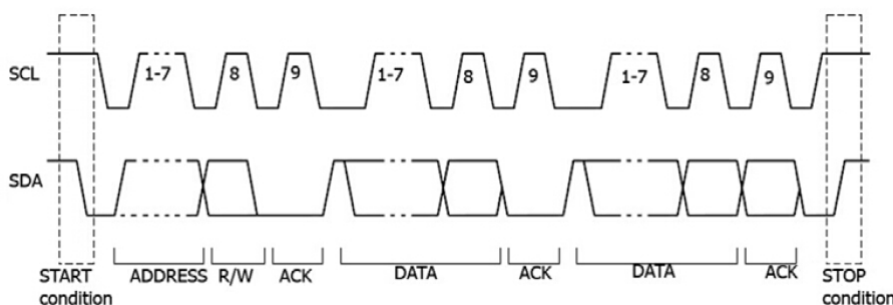 SCL
1-7
8
9
1-7
8
9
1-7
8
9
SDA
START
condition
ADDRESS
R/W
ACK
DATA
ACK
DATA
ACK
STOP
condition